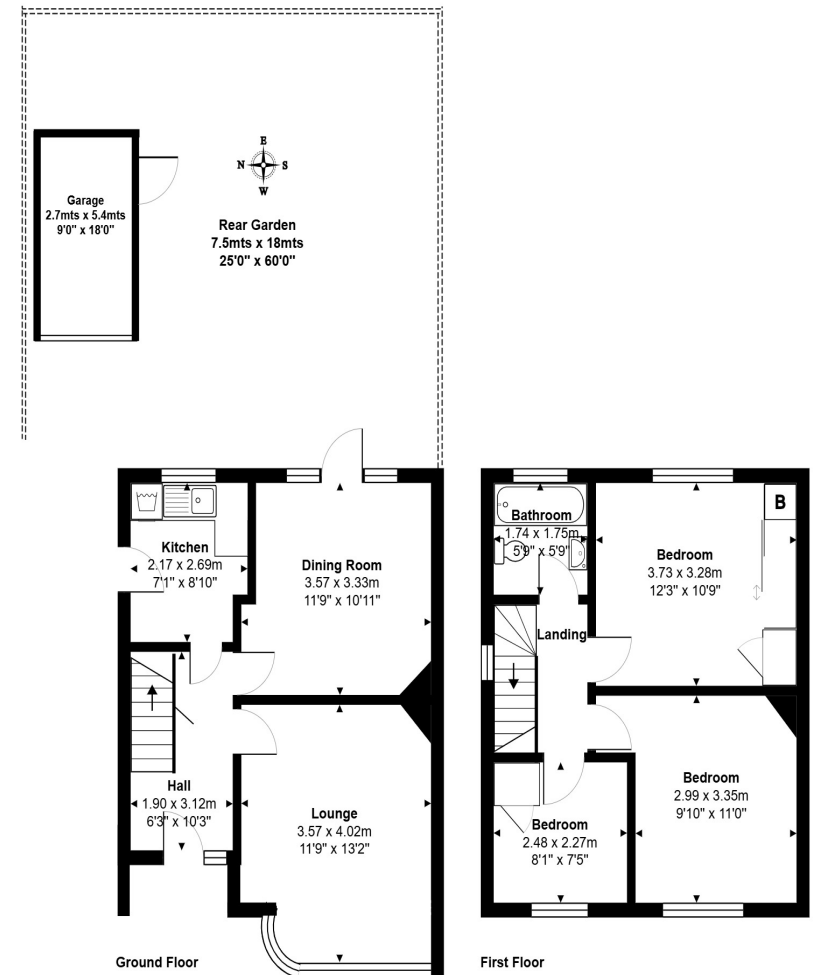 E
N S
W
Garage
2.7mts x 5.4mts
9'0" x 18'0"
Rear Garden
7.5mts x 18mts
25'0" x 60'0"
Kitchen
2.17 x 2.69m
7'1" x 8'10"
Dining Room
3.57 x 3.33m
11'9" x 10'11"
Hall
1.90 x 3.12m
6'3" x 10'3"
Lounge
3.57 x 4.02m
11'9" x 13'2"
Ground Floor
Bathroom
1.74 x 1.75m
5'9" x 5'9"
B
Bedroom
3.73 x 3.28m
12'3" x 10'9"
Landing
Bedroom
2.99 x 3.35m
9'10" x 11'0"
Bedroom
2.48 x 2.27m
8'1" x 7'5"
First Floor